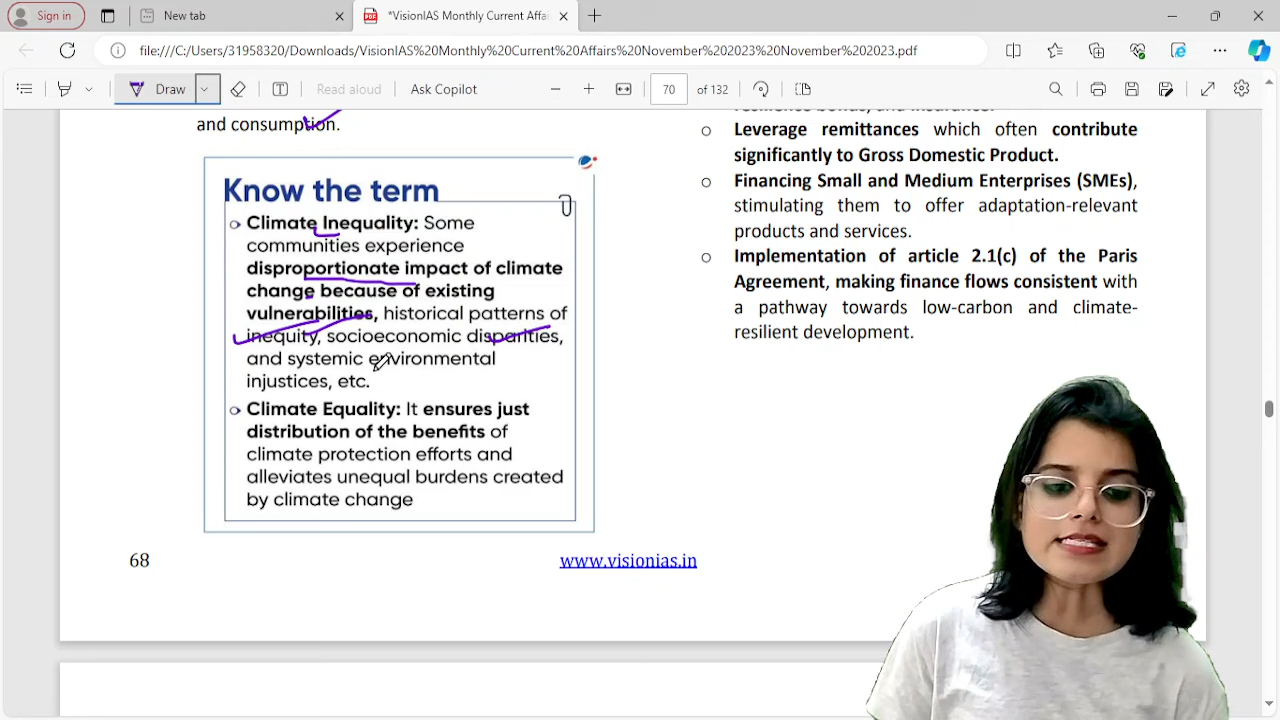 Sign in
New tab
*VisionIAS Monthly Current Affai
file:///C:/Users/31958320/Downloads/VisionIAS%20Monthly%20Current%20Affairs%20November%202023%20November%202023.pdf
Draw
Read aloud
Ask Copilot
70
of 132
and consumption.
Know the term
Climate Inequality: Some
communities experience
disproportionate impact of climate
change because of existing
vulnerabilities, historical patterns of
inequity, socioeconomic disparities,
and systemic environmental
injustices, etc.
Climate Equality: It ensures just
distribution of the benefits of
climate protection efforts and
alleviates unequal burdens created
by climate change
resilience bonds, and insurance.
Leverage remittances which often contribute
significantly to Gross Domestic Product.
Financing Small and Medium Enterprises (SMEs),
stimulating them to offer adaptation-relevant
products and services.
Implementation of article 2.1(c) of the Paris
Agreement, making finance flows consistent with
a pathway towards low-carbon and climate-
resilient development.
68
www.visionias.in